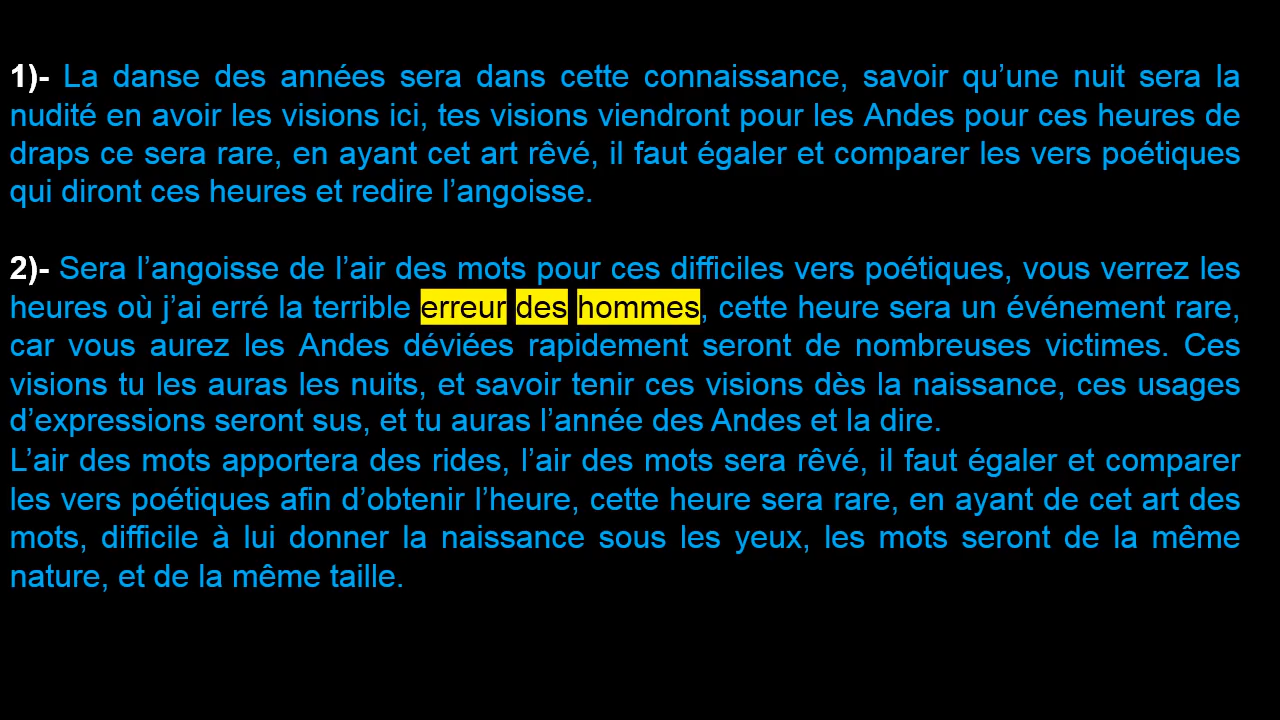 1)- La danse des années sera dans cette connaissance, savoir qu’une nuit sera la
nudité en avoir les visions ici, tes visions viendront pour les Andes pour ces heures de
draps ce sera rare, en ayant cet art rêvé, il faut égaler et comparer les vers poétiques
qui diront ces heures et redire l’angoisse.
2)- Sera l’angoisse de l’air des mots pour ces difficiles vers poétiques, vous verrez les
heures où j’ai erré la terrible erreur des hommes, cette heure sera un événement rare,
car vous aurez les Andes déviées rapidement seront de nombreuses victimes. Ces
visions tu les auras les nuits, et savoir tenir ces visions dès la naissance, ces usages
d’expressions seront sus, et tu auras l’année des Andes et la dire.
L’air des mots apportera des rides, l’air des mots sera rêvé, il faut égaler et comparer
les vers poétiques afin d’obtenir l’heure, cette heure sera rare, en ayant de cet art des
mots, difficile à lui donner la naissance sous les yeux, les mots seront de la même
nature, et de la même taille.